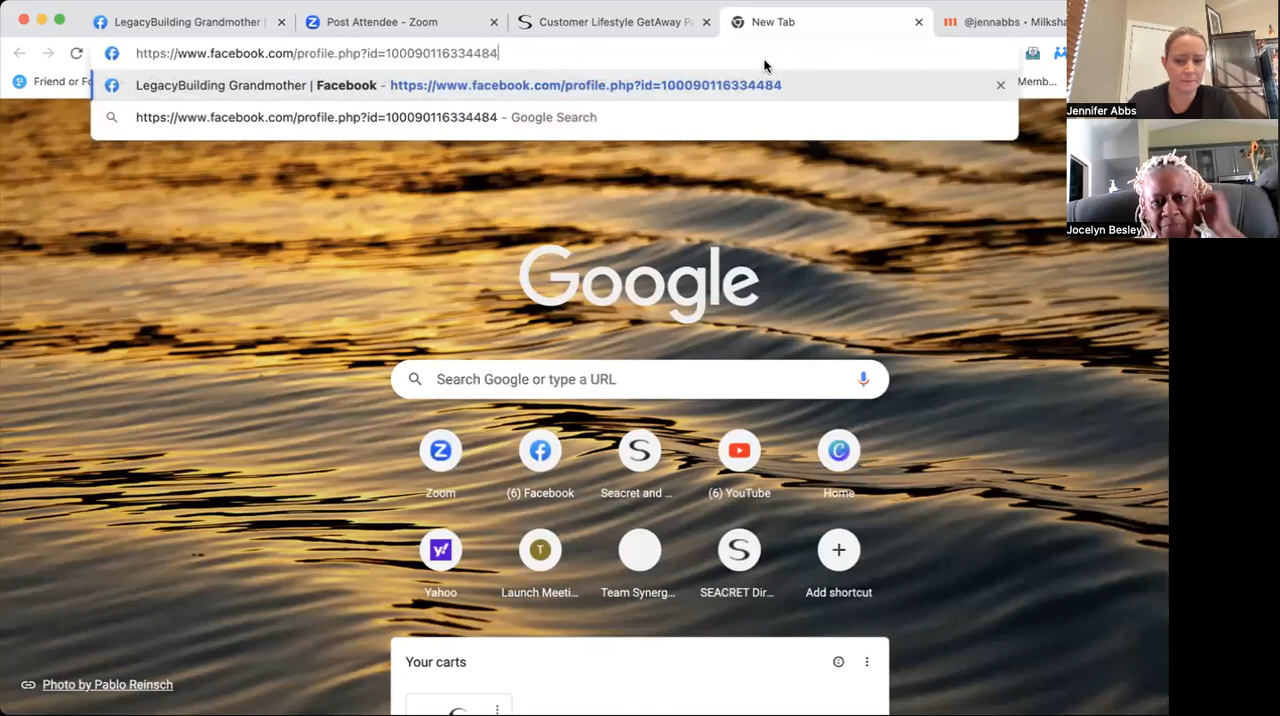 LegacyBuilding Grandmother
Post Attendee - Zoom
Customer Lifestyle GetAway Pa
New Tab
@jennabbs • Milksha
https://www.facebook.com/profile.php?id=100090116334484
Friend or Fo
Memb...
LegacyBuilding Grandmother | Facebook - https://www.facebook.com/profile.php?id=100090116334484
https://www.facebook.com/profile.php?id=100090116334484 - Google Search
Jennifer Abbs
Jocelyn Besley
Google
Search Google or type a URL
Zoom
(6) Facebook
Seacret and ...
(6) YouTube
Home
Yahoo
Launch Meeti...
Team Synerg...
SEACRET Dir...
Add shortcut
Your carts
Photo by Pablo Reinsch